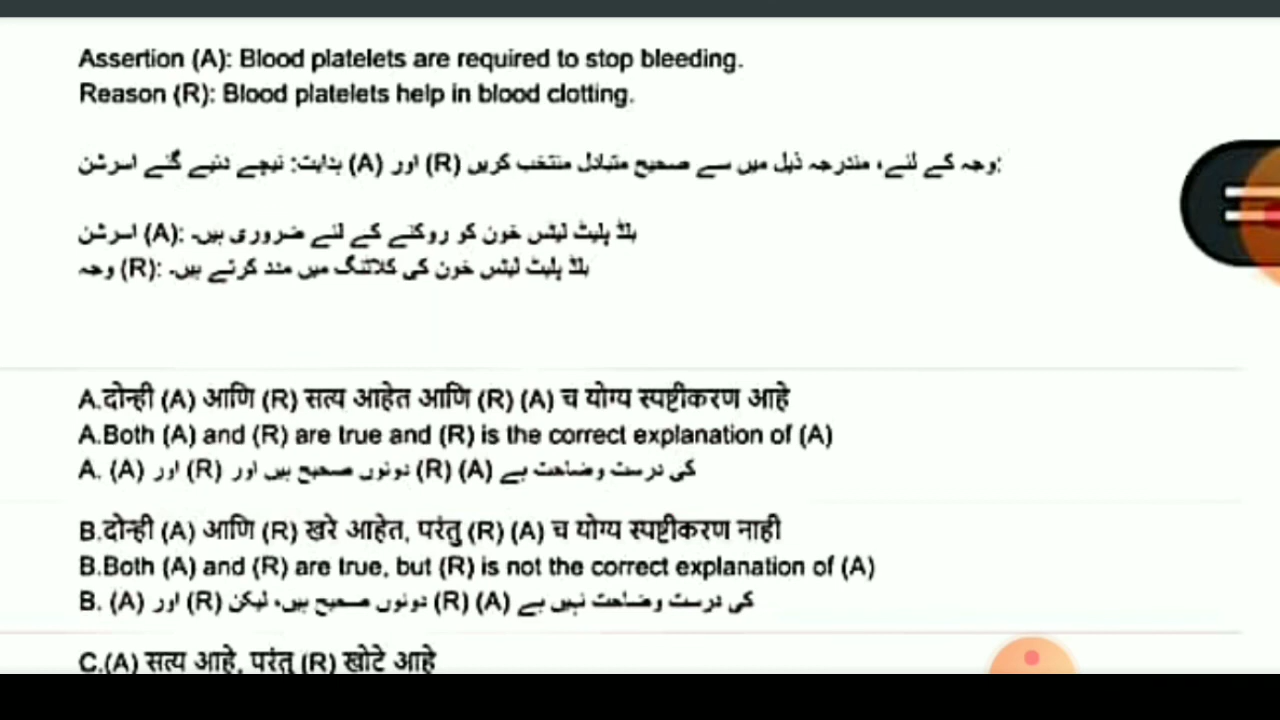 Assertion (A): Blood platelets are required to stop bleeding.
Reason (R): Blood platelets help in blood clotting.
وجہ کے لئے، مندرجہ ذیل میں سے صحیح متبادل منتخب کریں (R) اور (A) ہدایت: نیچے دئیے گئے اسرشن:
بلڈ پلیٹ لیٹس خون کو روکنے کے لئے ضروری ہیں۔ :(A) اسرشن
بلڈ پلیٹ لیٹس خون کی کلاٹنگ میں مدد کرتے ہیں۔ :(R) وجہ
A.दोन्ही (A) आणि (R) सत्य आहेत आणि (R) (A) च योग्य स्पष्टीकरण आहे
A.Both (A) and (R) are true and (R) is the correct explanation of (A)
A. (A) اور (R) دونوں صحیح ہیں اور (R) (A) کی درست وضاحت ہے
B.दोन्ही (A) आणि (R) खरे आहेत, परंतु (R) (A) च योग्य स्पष्टीकरण नाही
B.Both (A) and (R) are true, but (R) is not the correct explanation of (A)
B. (A) اور (R) دونوں صحیح ہیں، لیکن (R) (A) کی درست وضاحت نہیں ہے
C.(A) सत्य आहे, परंतु (R) खोटे आहे